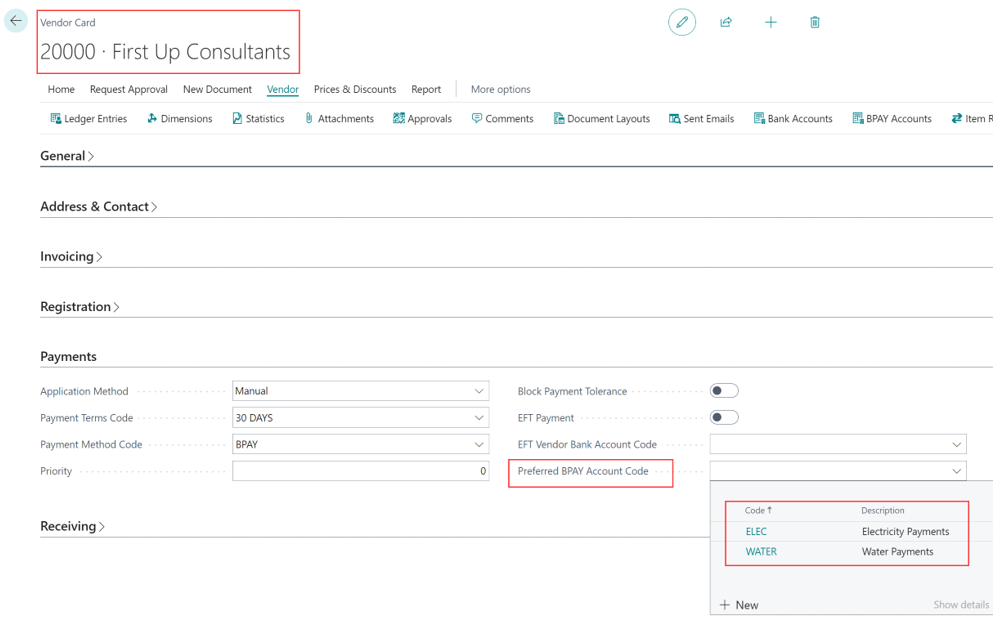 Vendor Card
20000 · First Up Consultants
Home Request Approval New Document Vendor Prices & Discounts Report More options
Ledger Entries Dimensions Statistics Attachments Approvals Comments Document Layouts Sent Emails Bank Accounts BPAY Accounts Item R
General
Address & Contact
Invoicing
Registration
Payments
Application Method Manual Block Payment Tolerance
Payment Terms Code 30 DAYS EFT Payment
Payment Method Code BPAY EFT Vendor Bank Account Code
Priority 0 Preferred BPAY Account Code
Code ↑ Description
ELEC Electricity Payments
WATER Water Payments
Receiving
+ New Show details